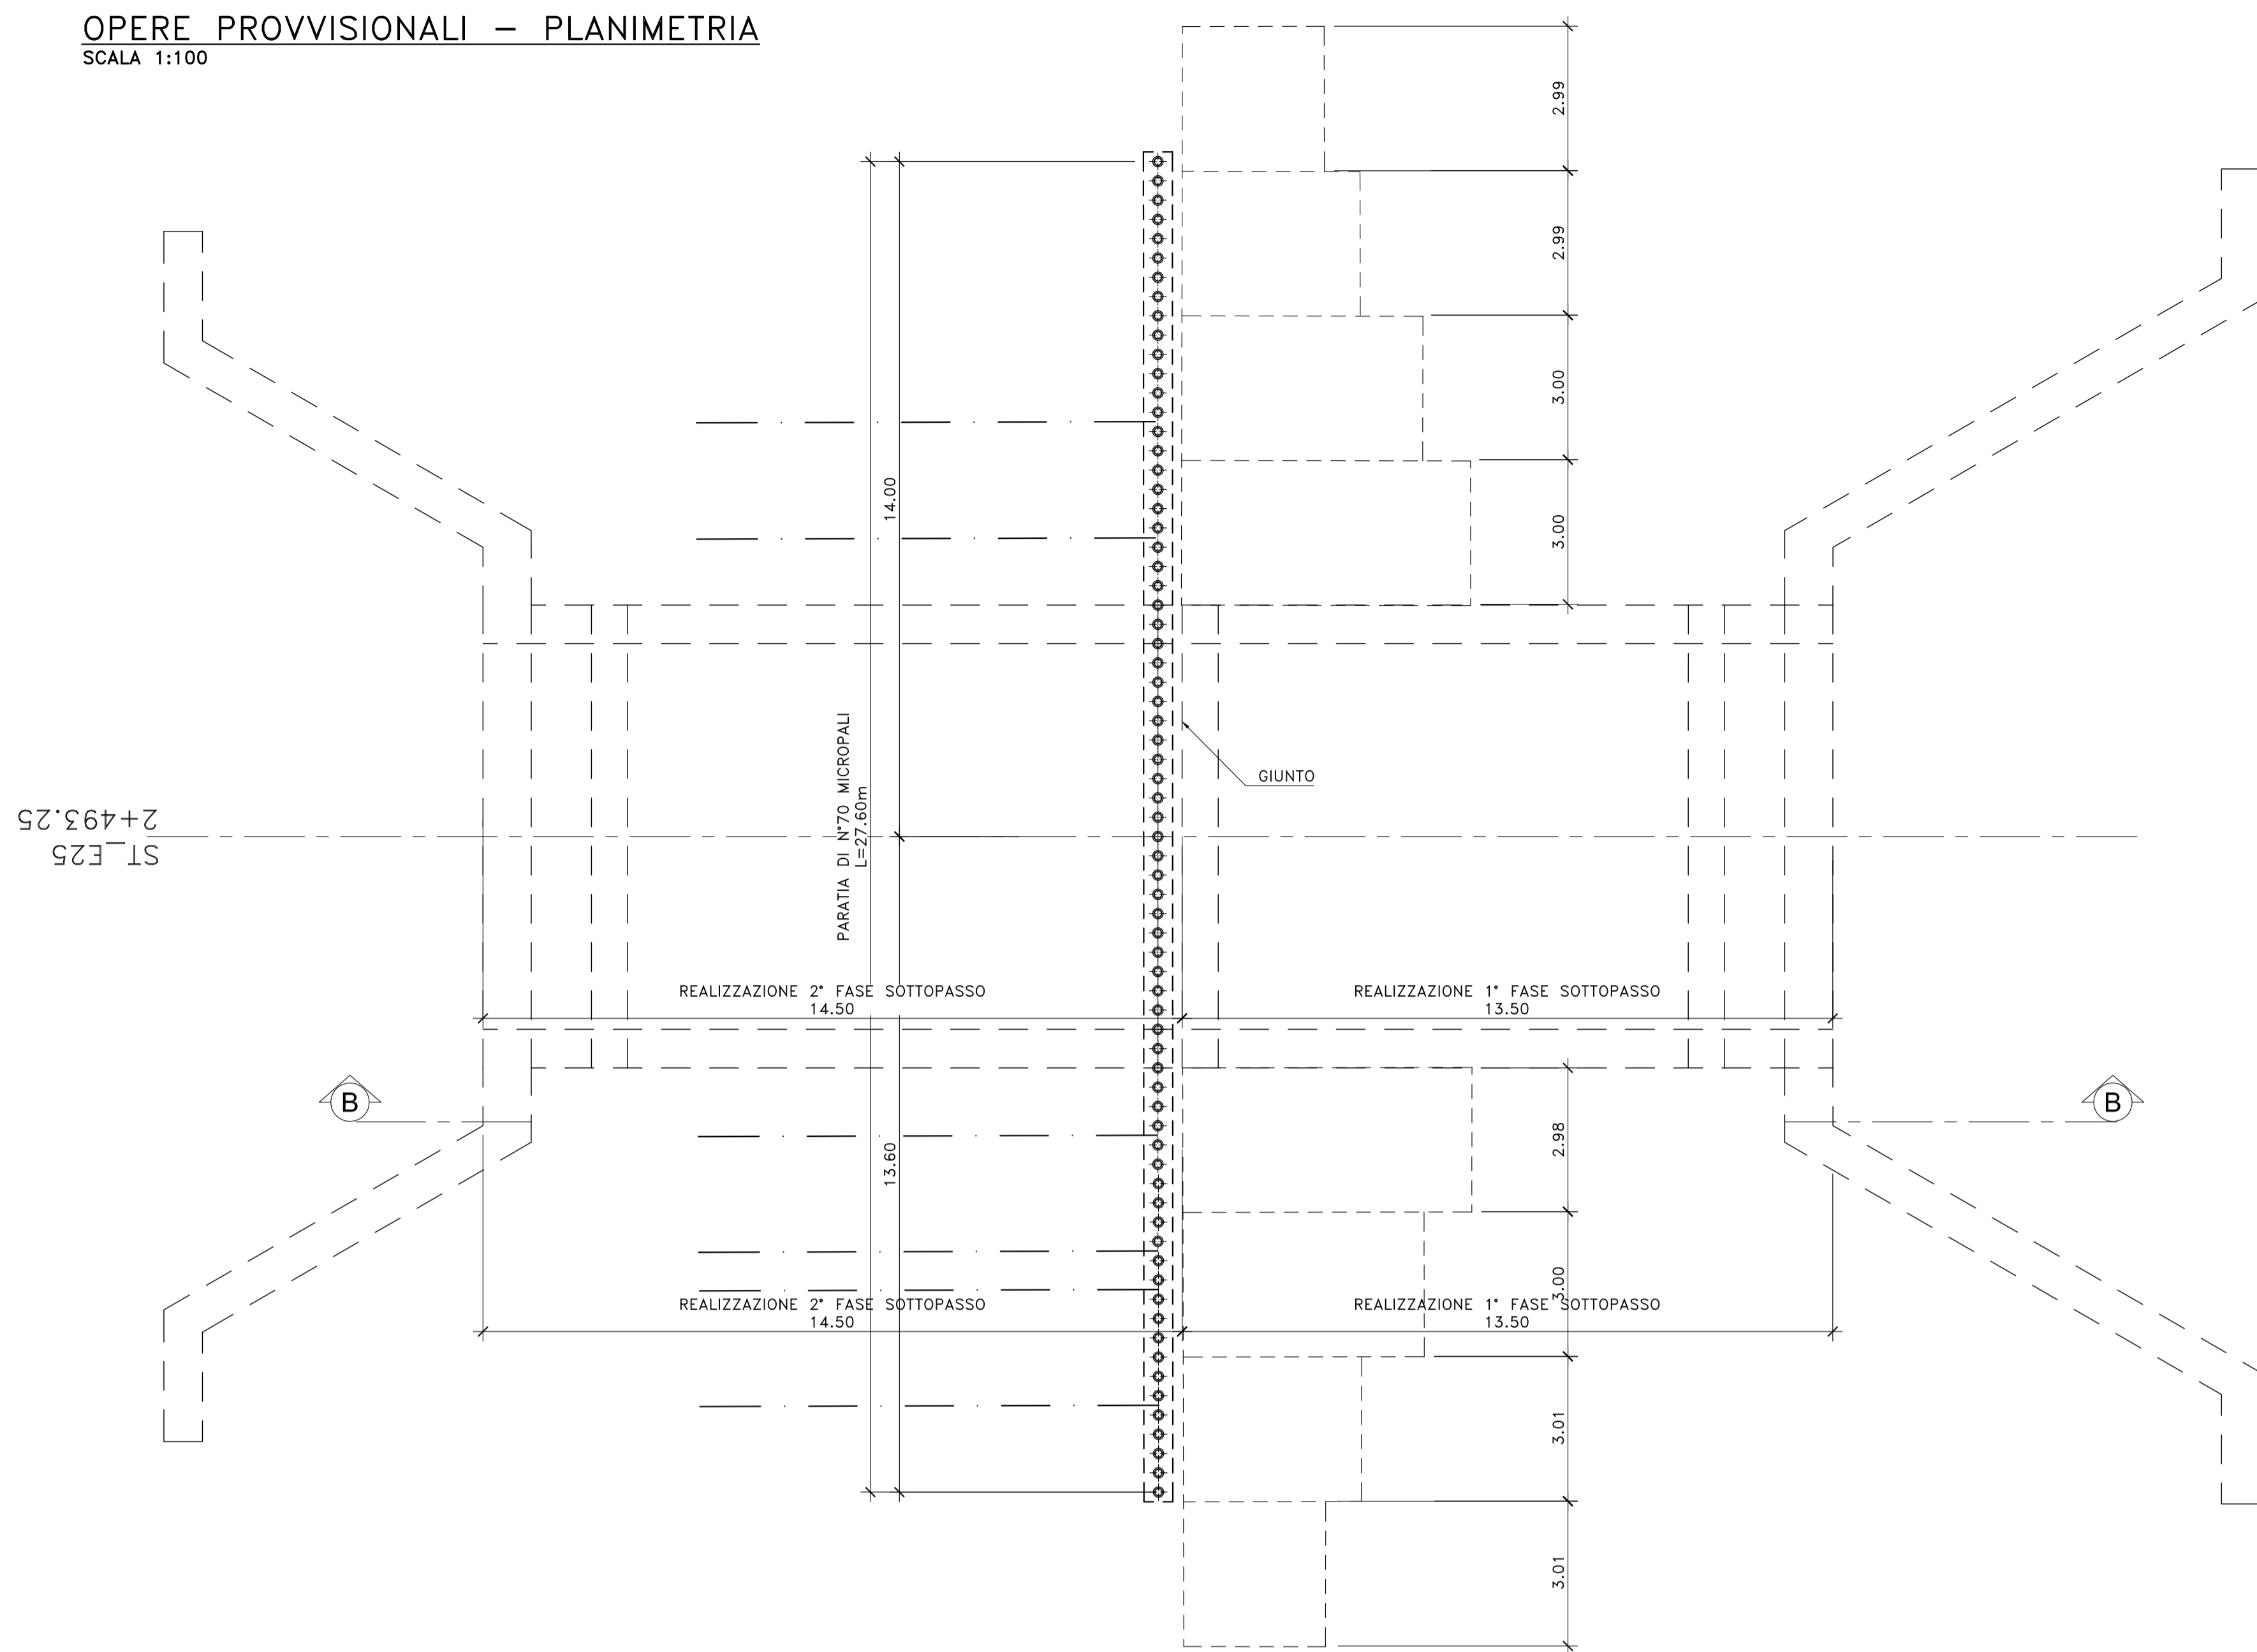 OPERE PROVVISIONALI – PLANIMETRIA
SCALA 1:100
2.99
2.99
3.00
14.00
3.00
PARATIA DI N°70 MICROPALI
L=27.60m
GIUNTO
2+493.25
ST_E25
REALIZZAZIONE 2° FASE SOTTOPASSO
14.50
REALIZZAZIONE 1° FASE SOTTOPASSO
13.50
B
B
13.60
2.98
3.00
REALIZZAZIONE 2° FASE SOTTOPASSO
14.50
REALIZZAZIONE 1° FASE SOTTOPASSO
13.50
3.01
3.01